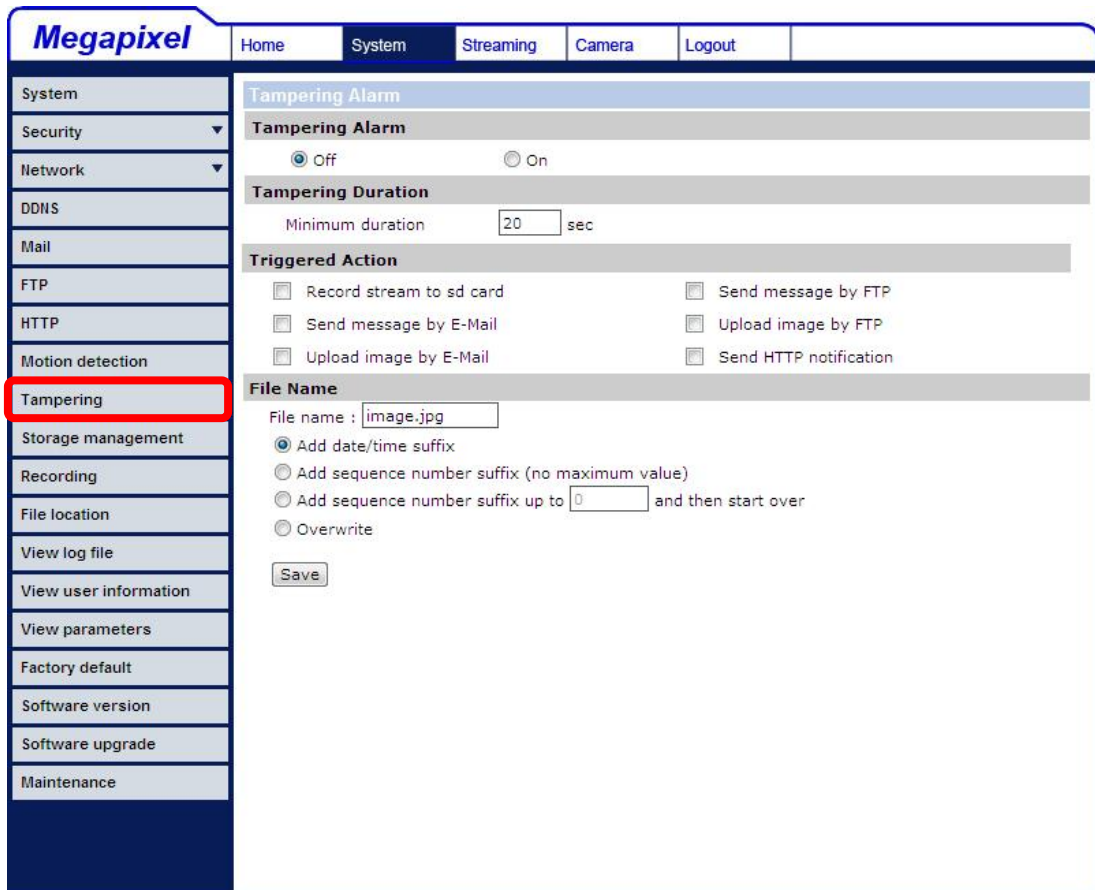 Megapixel
Home System Streaming Camera Logout
System
Security
Network
DDNS
Mail
FTP
HTTP
Motion detection
Tampering
Storage management
Recording
File location
View log file
View user information
View parameters
Factory default
Software version
Software upgrade
Maintenance
Tampering Alarm
Tampering Alarm
Off On
Tampering Duration
Minimum duration 20 sec
Triggered Action
Record stream to sd card Send message by FTP
Send message by E-Mail Upload image by FTP
Upload image by E-Mail Send HTTP notification
File Name
File name : image.jpg
Add date/time suffix
Add sequence number suffix (no maximum value)
Add sequence number suffix up to 0 and then start over
Overwrite
Save